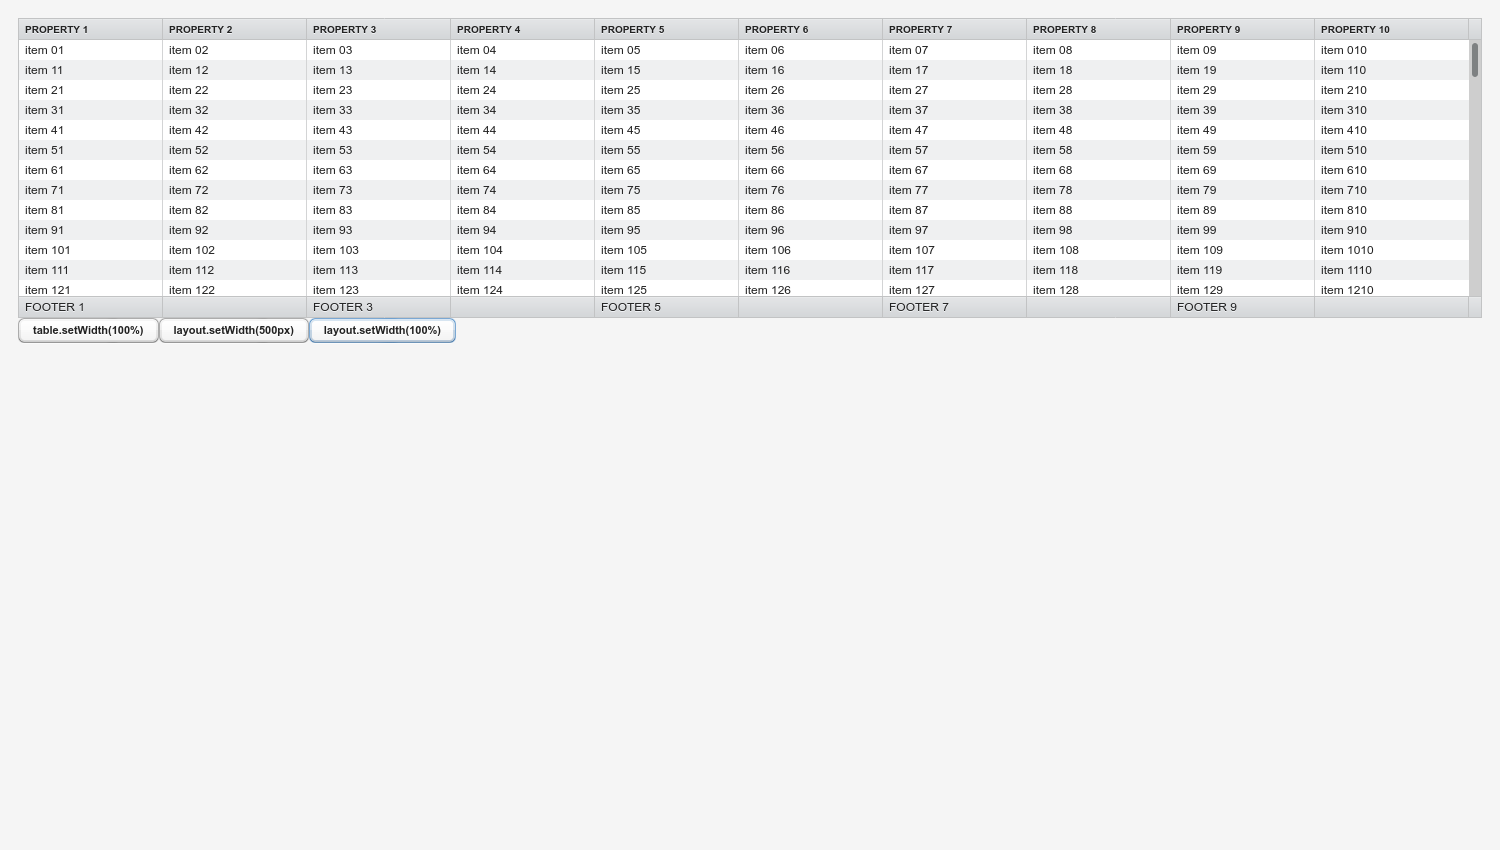 PROPERTY 1 PROPERTY 2 PROPERTY 3 PROPERTY 4 PROPERTY 5 PROPERTY 6 PROPERTY 7 PROPERTY 8 PROPERTY 9 PROPERTY 10
item 01 item 02 item 03 item 04 item 05 item 06 item 07 item 08 item 09 item 010
item 11 item 12 item 13 item 14 item 15 item 16 item 17 item 18 item 19 item 110
item 21 item 22 item 23 item 24 item 25 item 26 item 27 item 28 item 29 item 210
item 31 item 32 item 33 item 34 item 35 item 36 item 37 item 38 item 39 item 310
item 41 item 42 item 43 item 44 item 45 item 46 item 47 item 48 item 49 item 410
item 51 item 52 item 53 item 54 item 55 item 56 item 57 item 58 item 59 item 510
item 61 item 62 item 63 item 64 item 65 item 66 item 67 item 68 item 69 item 610
item 71 item 72 item 73 item 74 item 75 item 76 item 77 item 78 item 79 item 710
item 81 item 82 item 83 item 84 item 85 item 86 item 87 item 88 item 89 item 810
item 91 item 92 item 93 item 94 item 95 item 96 item 97 item 98 item 99 item 910
item 101 item 102 item 103 item 104 item 105 item 106 item 107 item 108 item 109 item 1010
item 111 item 112 item 113 item 114 item 115 item 116 item 117 item 118 item 119 item 1110
item 121 item 122 item 123 item 124 item 125 item 126 item 127 item 128 item 129 item 1210
FOOTER 1 FOOTER 3 FOOTER 5 FOOTER 7 FOOTER 9
table.setWidth(100%) layout.setWidth(500px) layout.setWidth(100%)